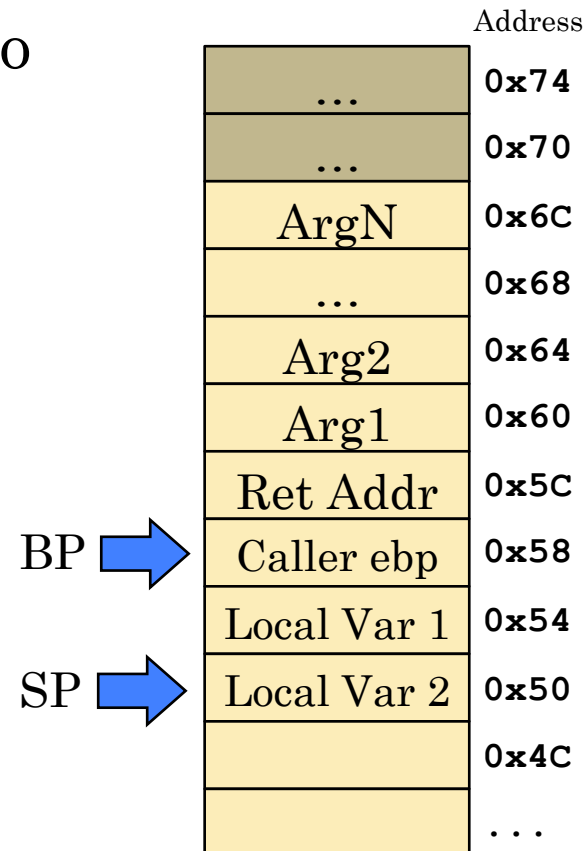 Address
o
... 0x74
... 0x70
ArgN 0x6C
... 0x68
Arg2 0x64
Arg1 0x60
Ret Addr 0x5C
BP Caller ebp 0x58
Local Var 1 0x54
SP Local Var 2 0x50
0x4C
...